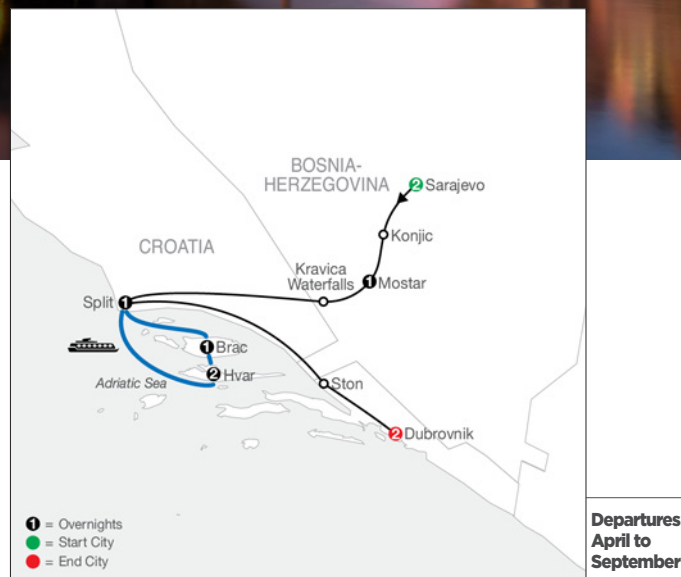 BOSNIA-
HERZEGOVINA
2 Sarajevo
Konjic
CROATIA
Kravica
Waterfalls
1 Mostar
Split 1
1 Brac
2 Hvar
Adriatic Sea
Ston
2 Dubrovnik
1 = Overnights
= Start City
= End City
Departures
April to
September